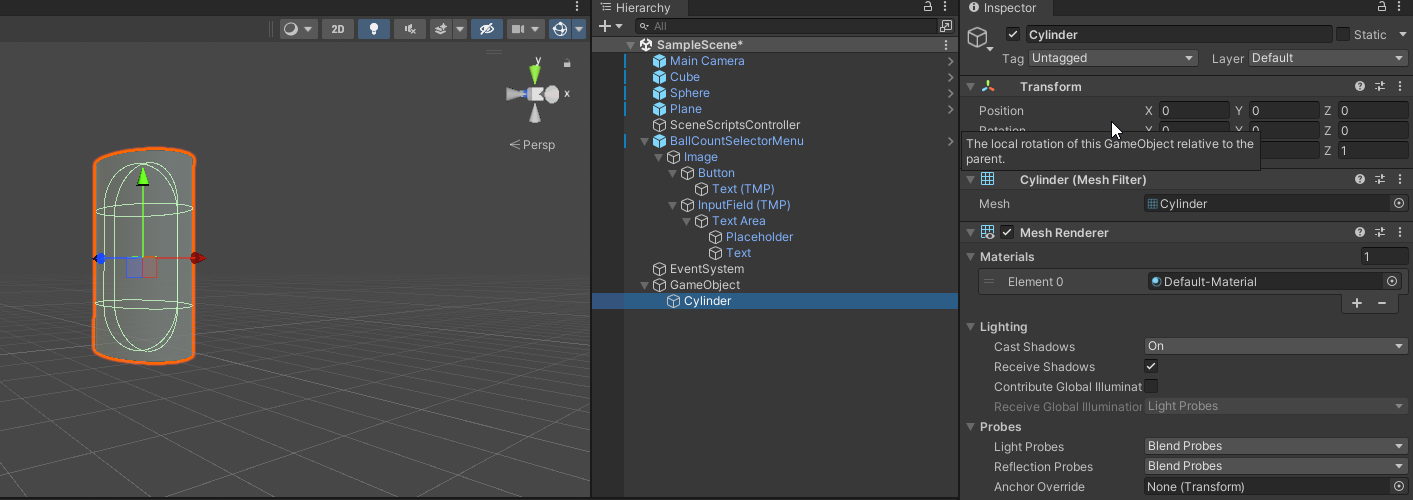 2D
y
x
Persp
Hierarchy
All
SampleScene*
Main Camera
Cube
Sphere
Plane
SceneScriptsController
BallCountSelectorMenu
Image
Button
Text (TMP)
InputField (TMP)
Text Area
Placeholder
Text
EventSystem
GameObject
Cylinder
Inspector
Cylinder Static
Tag Untagged Layer Default
Transform
Position X 0 Y 0 Z 0
Rotation X 0 Y 0 Z 0
Z 1
The local rotation of this GameObject relative to the
parent.
Cylinder (Mesh Filter)
Mesh Cylinder
Mesh Renderer
Materials 1
Element 0 Default-Material
Lighting
Cast Shadows On
Receive Shadows
Contribute Global Illuminat
Receive Global Illumination Light Probes
Probes
Light Probes Blend Probes
Reflection Probes Blend Probes
Anchor Override None (Transform)